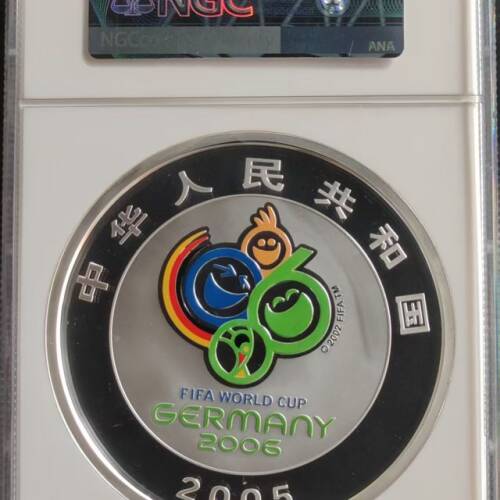 NGC
ANA
中华人民共和国
© 2002 FIFA TM
FIFA WORLD CUP
GERMANY
2006
2005